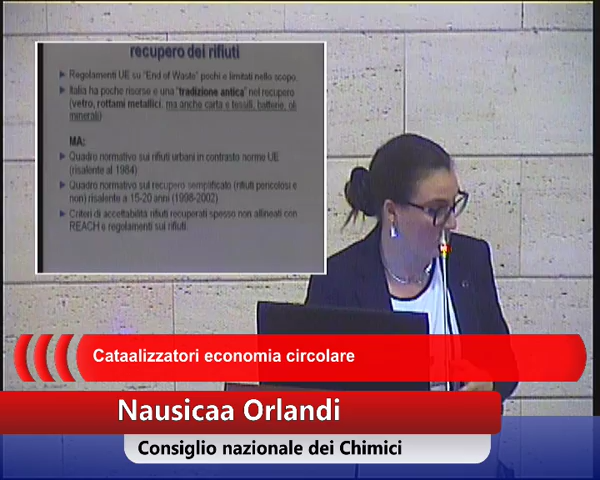 recupero dei rifiuti
Regolamenti UE su "End of Waste" pochi e limitati nello scopo.
Italia ha poche risorse e una "tradizione antica" nel recupero
(vetro, rottami metallici, ma anche carta e tessili, batterie, oli
minerali)
MA:
Quadro normativo sui rifiuti urbani in contrasto norme UE
(risalente al 1984)
Quadro normativo sul recupero semplificato (rifiuti pericolosi e
non) risalente a 15-20 anni (1998-2002)
Criteri di accettabilità rifiuti recuperati spesso non allineati con
REACH e regolamenti sui rifiuti.
Cataalizzatori economia circolare
Nausicaa Orlandi
Consiglio nazionale dei Chimici